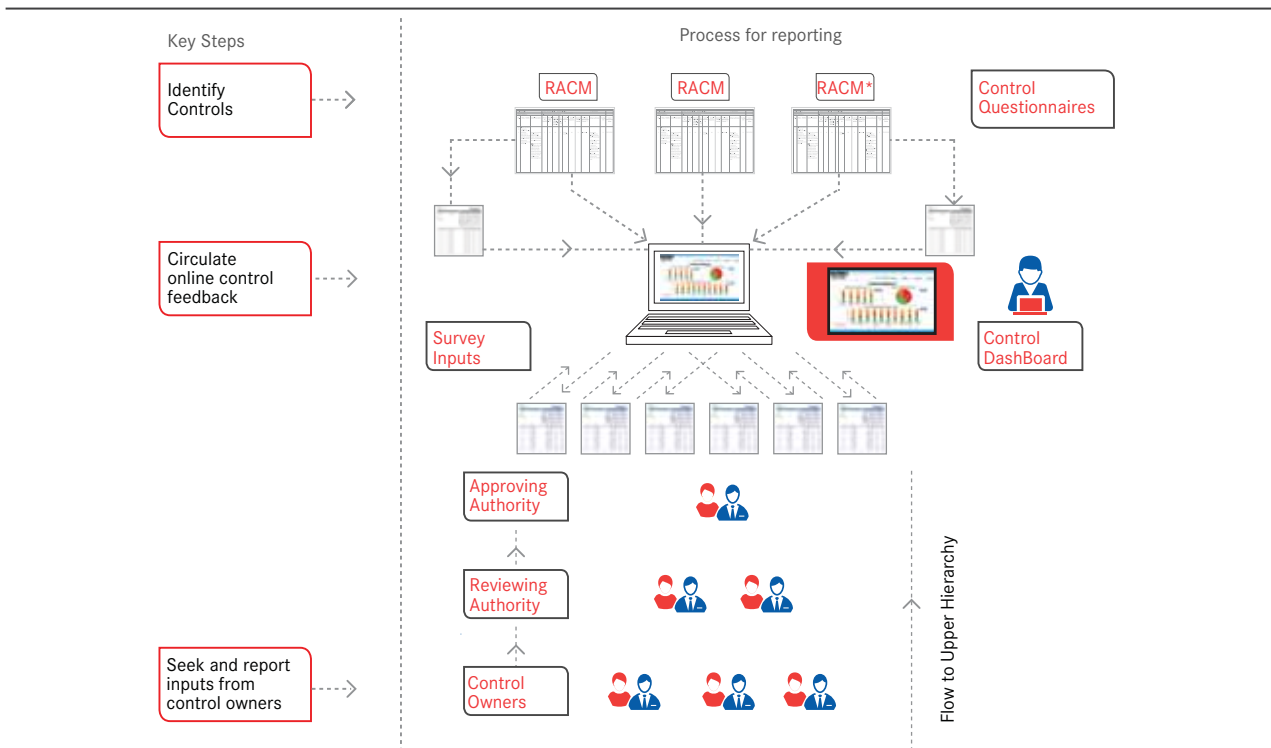 Key Steps
Process for reporting
Identify
Controls
RACM
RACM
RACM*
Control
Questionnaires
Circulate
online control
feedback
Survey
Inputs
Control
DashBoard
Approving
Authority
Reviewing
Authority
Seek and report
inputs from
control owners
Control
Owners
Flow to Upper Hierarchy